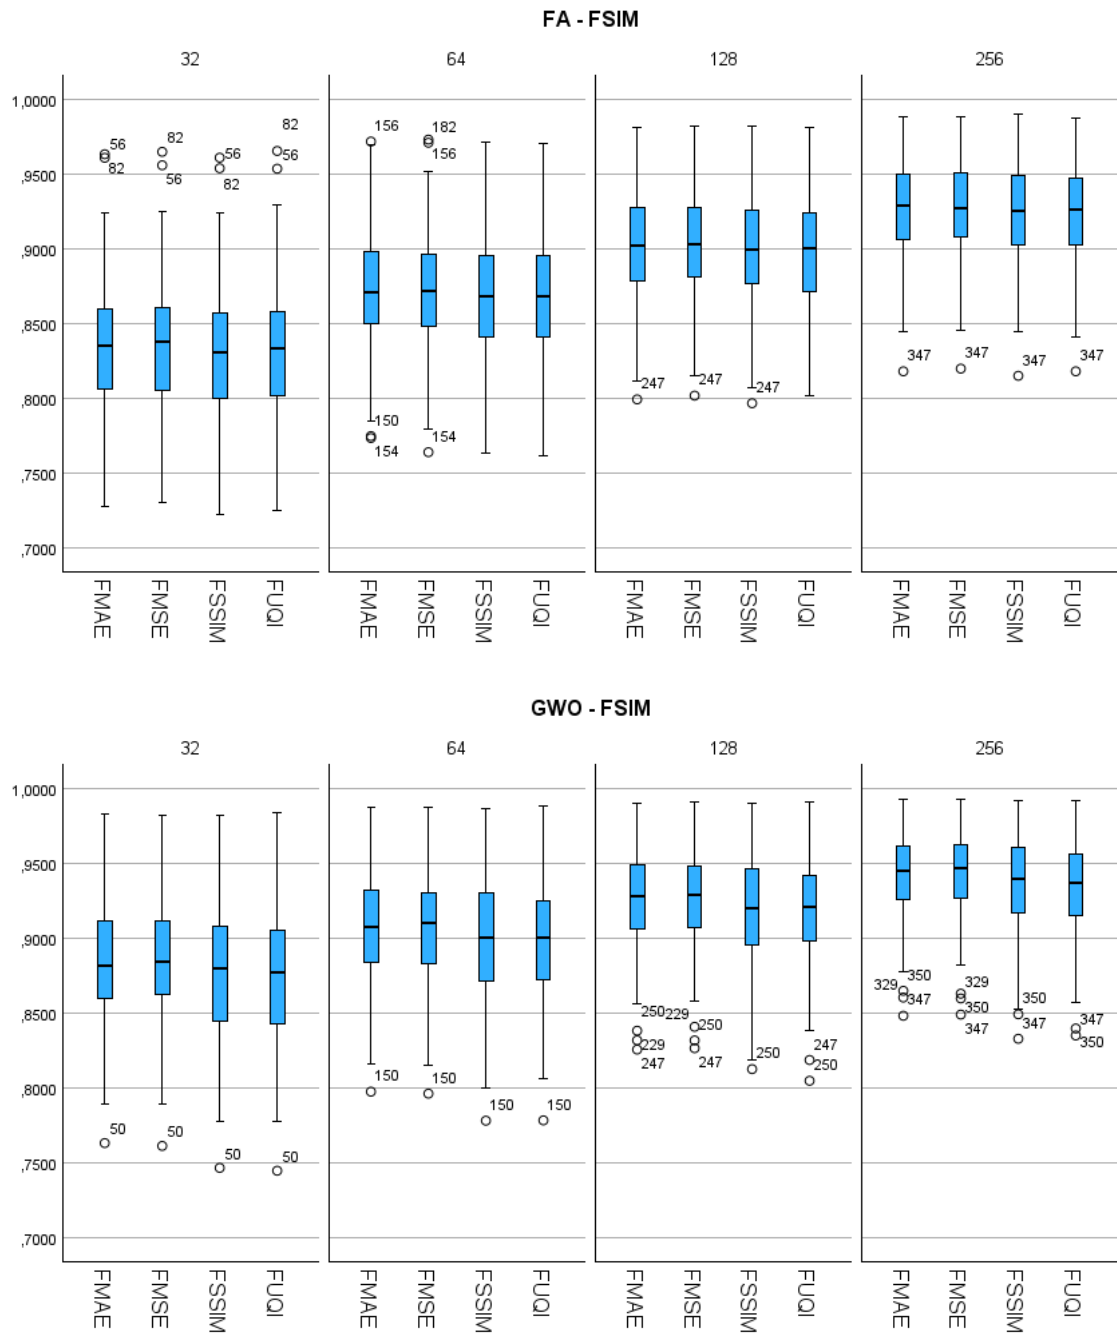 FA - FSIM
32 64 128 256
1,0000
,9500
,9000
,8500
,8000
,7500
,7000
56 82 82 56 56 82 82 56
156 182 156
150 154 154
247 247 247
347 347 347 347
FMAE FMSE FSSIM FUQI FMAE FMSE FSSIM FUQI FMAE FMSE FSSIM FUQI FMAE FMSE FSSIM FUQI
GWO - FSIM
32 64 128 256
1,0000
,9500
,9000
,8500
,8000
,7500
,7000
50 50 50 50
150 150 150 150
250 229 247 229 250 247 250 247 250
329 350 347 329 350 347 350 347 347 350
FMAE FMSE FSSIM FUQI FMAE FMSE FSSIM FUQI FMAE FMSE FSSIM FUQI FMAE FMSE FSSIM FUQI